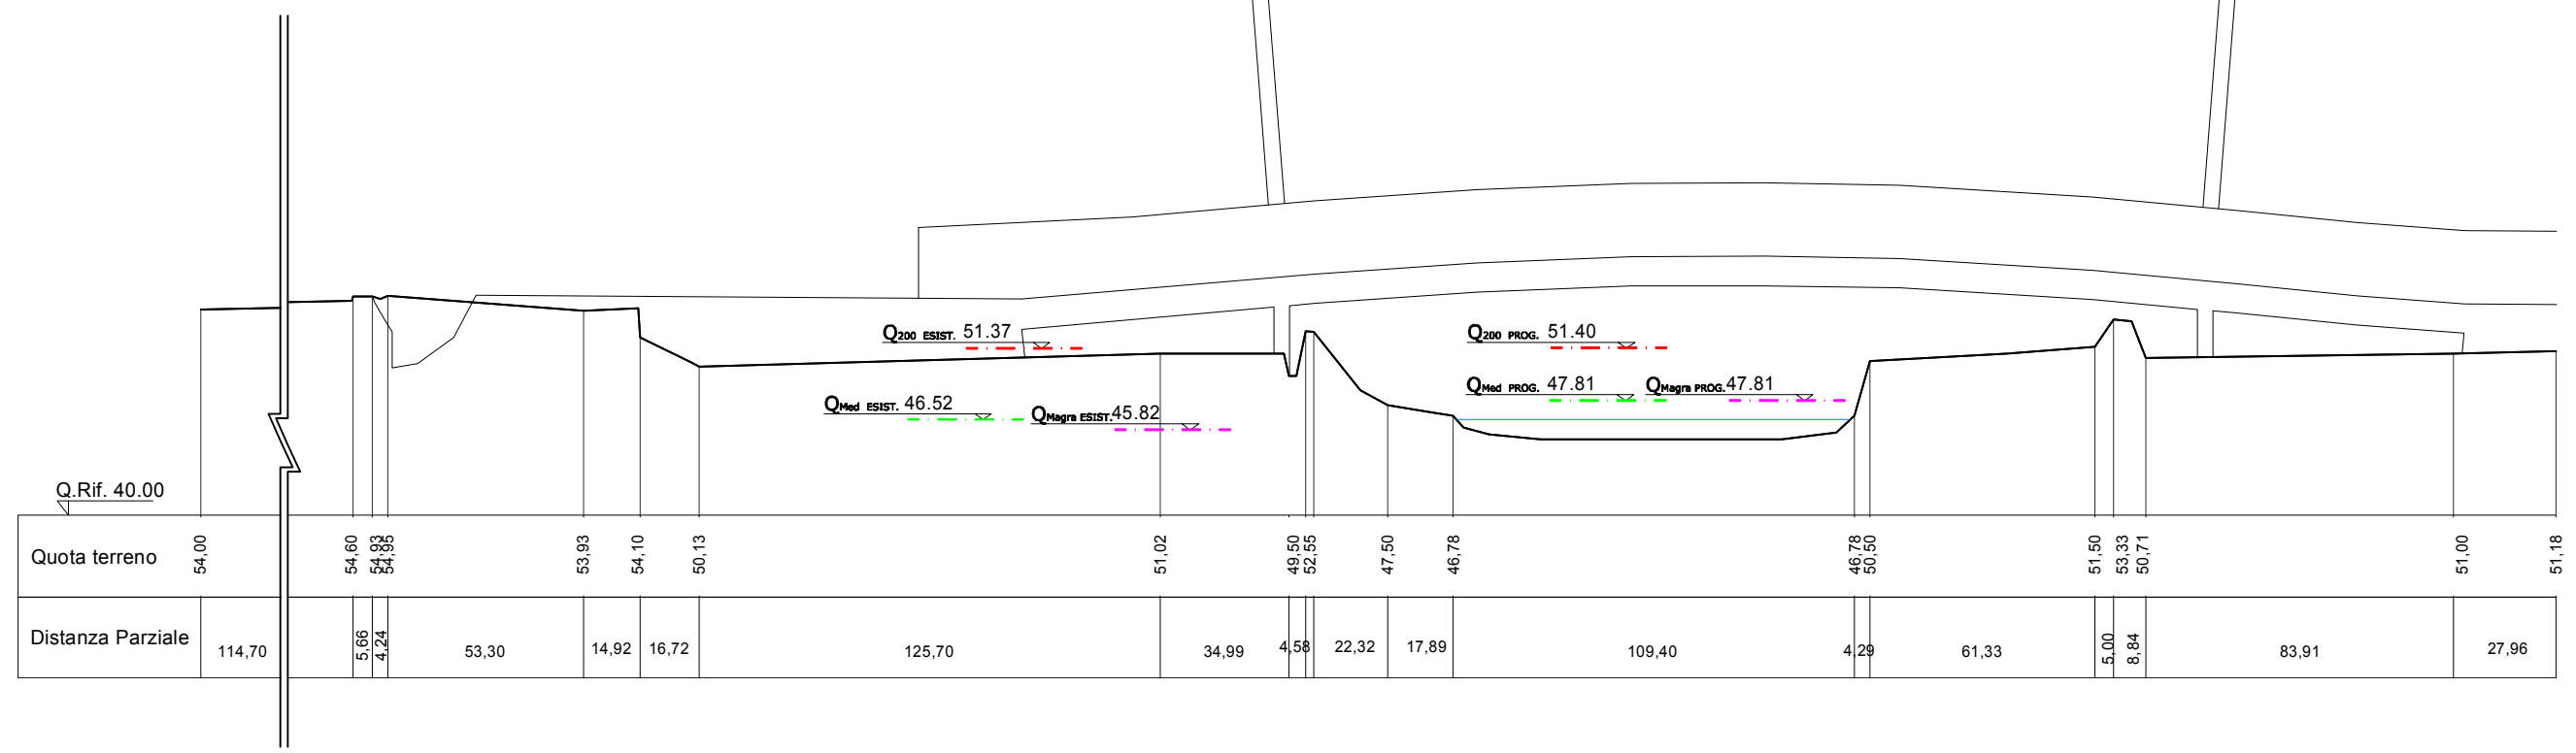 Q200 ESIST. 51.37
Q200 PROG. 51.40
QMed PROG. 47.81
QMagra PROG. 47.81
QMed ESIST. 46.52
QMagra ESIST. 45.82
Q.Rif. 40.00
Quota terreno 54,00 54,60 54,93 54,95 53,93 54,10 50,13 51,02 49,50 52,55 47,50 46,78 46,78 50,50 51,50 53,33 50,71 51,00 51,18
Distanza Parziale 114,70 5,66 4,24 53,30 14,92 16,72 125,70 34,99 4,58 22,32 17,89 109,40 4,29 61,33 5,00 8,84 83,91 27,96